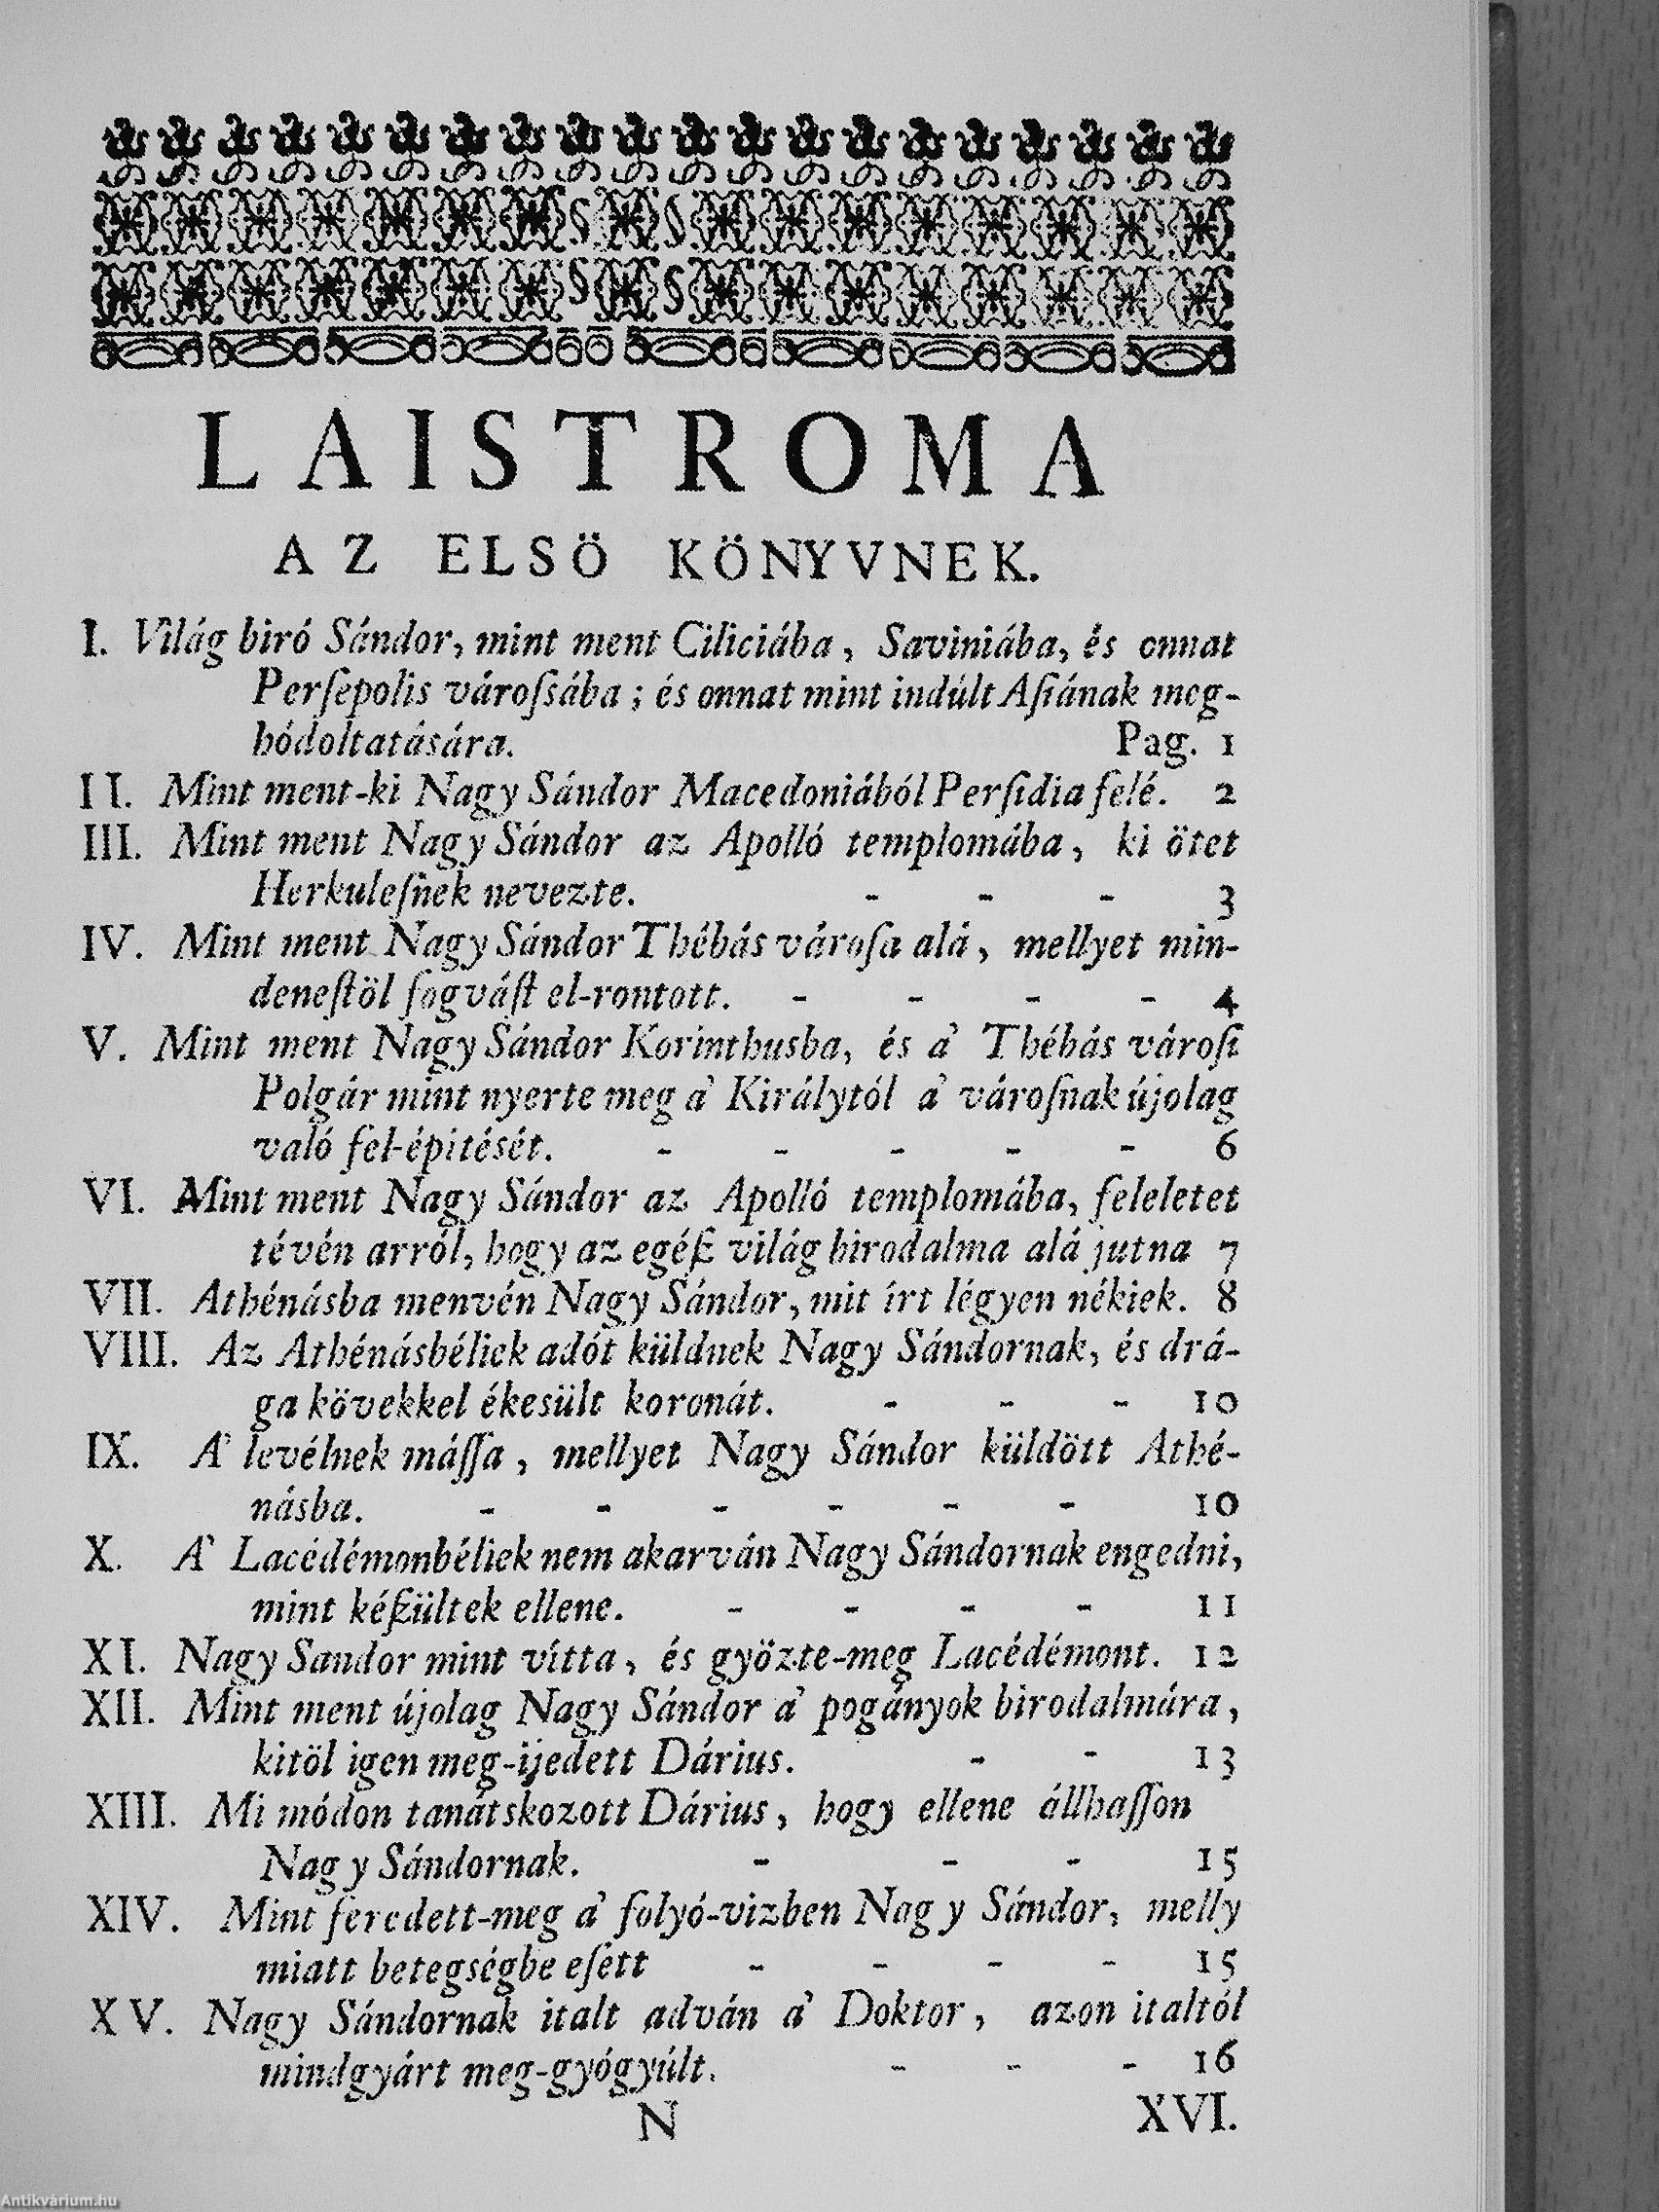 LAISTROMA
AZ ELSÖ KÖNYVNEK.
I. Világ biró Sándor, mint ment Ciliciába, Saviniába, és onnat
Perſepolis vároſsába; és onnat mint indúlt Aſiának meg-
hódoltatására. Pag. 1
II. Mint ment-ki Nagy Sándor Macedoniából Perſidia felé. 2
III. Mint ment Nagy Sándor az Apolló templomába, ki ötet
Herkuleſnek nevezte. - - - 3
IV. Mint ment Nagy Sándor Thébás vároſa alá, mellyet min-
deneſtöl fogváſt el-rontott. - - - - 4
V. Mint ment Nagy Sándor Korinthusba, és a' Thébás vároſi
Polgár mint nyerte meg a' Királytól a' vároſnak újolag
való fel-épitését. - - - - - 6
VI. Mint ment Nagy Sándor az Apolló templomába, feleletet
tévén arról, hogy az egéſz világ birodalma alá jutna 7
VII. Athénásba menvén Nagy Sándor, mit írt légyen nékiek. 8
VIII. Az Athénásbéliek adót küldnek Nagy Sándornak, és drá-
ga kövekkel ékesült koronát. - - - 10
IX. A' levélnek máſſa, mellyet Nagy Sándor küldött Athé-
násba. - - - - - - 10
X. A' Lacédémonbéliek nem akarván Nagy Sándornak engedni,
mint kéſzültek ellene. - - - - 11
XI. Nagy Sandor mint vítta, és gyözte-meg Lacédémont. 12
XII. Mint ment újolag Nagy Sándor a' pogányok birodalmára,
kitöl igen meg-ijedett Dárius. - - 13
XIII. Mi módon tanátskozott Dárius, hogy ellene állhaſſon
Nagy Sándornak. - - - 15
XIV. Mint feredett-meg a' folyó-vizben Nagy Sándor, melly
miatt betegségbe eſett - - - - 15
XV. Nagy Sándornak italt adván a' Doktor, azon italtól
mindgyárt meg-gyógyúlt. - - - 16
N XVI.
Antikvárium.hu